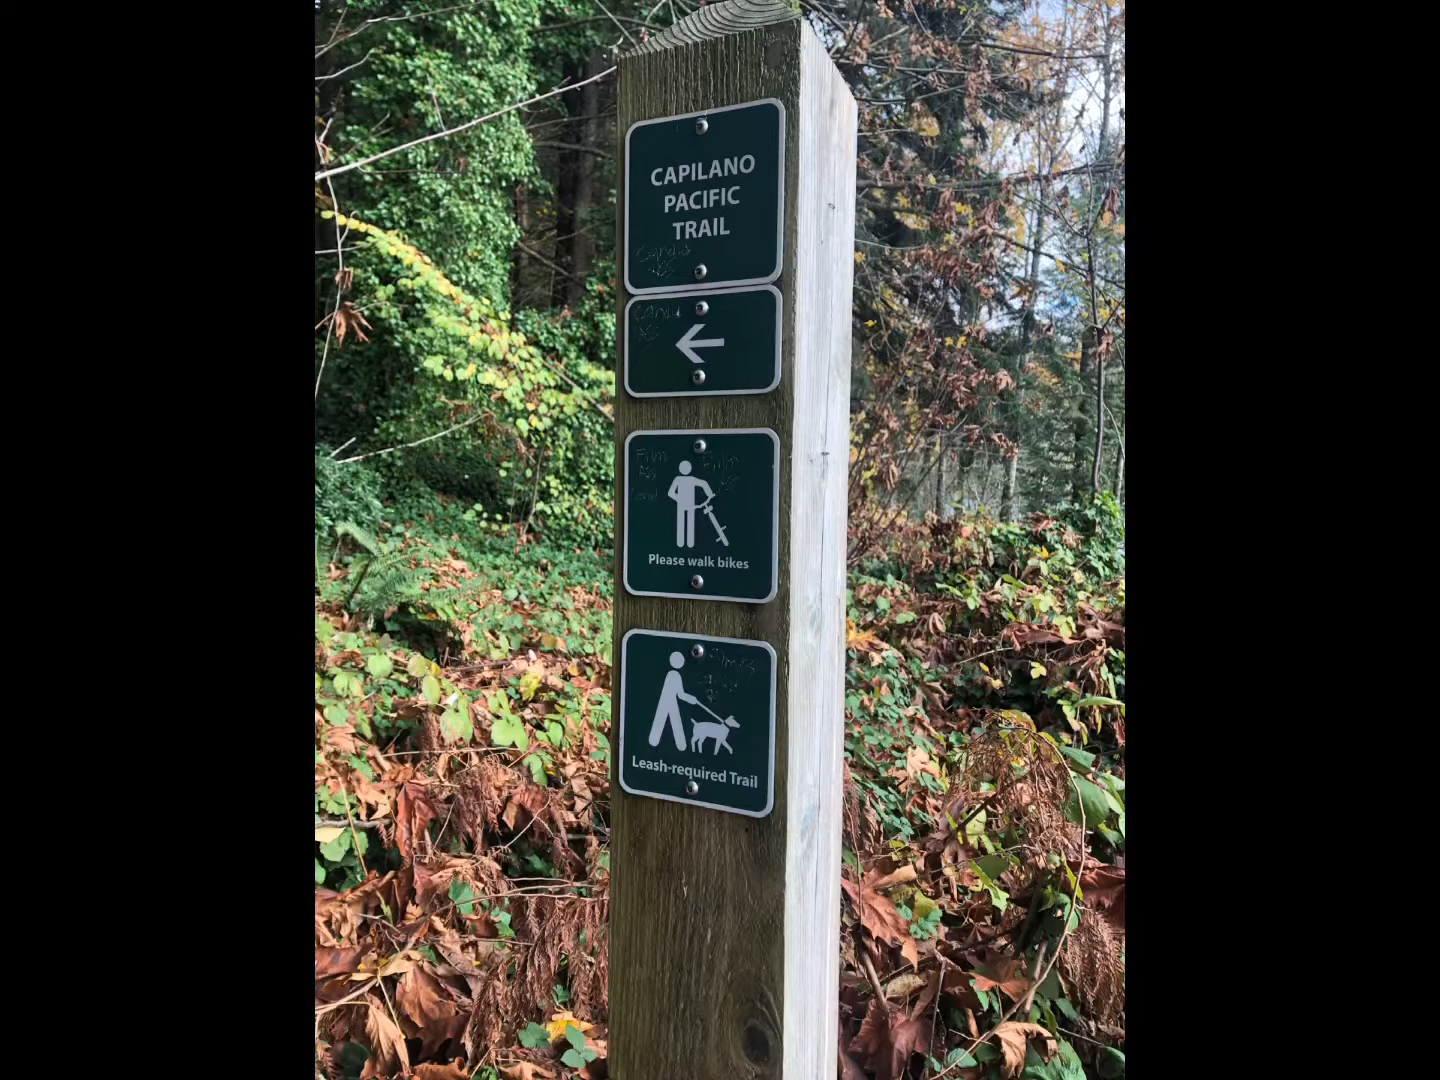 CAPILANO
PACIFIC
TRAIL
Please walk bikes
Leash-required Trail